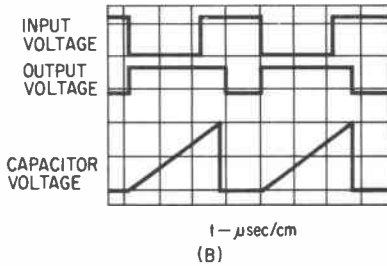 INPUT
VOLTAGE
OUTPUT
VOLTAGE
CAPACITOR
VOLTAGE
t – μsec/cm
(B)